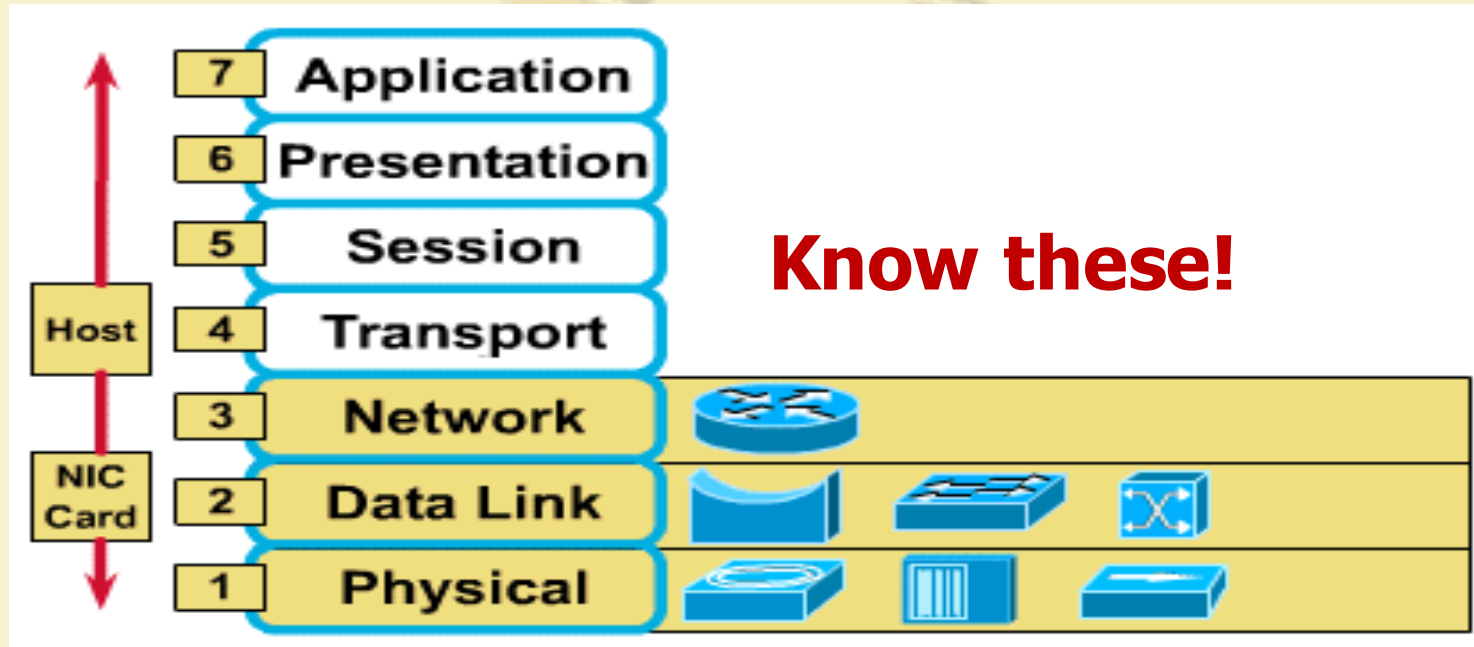 7 Application
6 Presentation
5 Session
Know these!
Host
4 Transport
3 Network
NIC
Card
2 Data Link
1 Physical